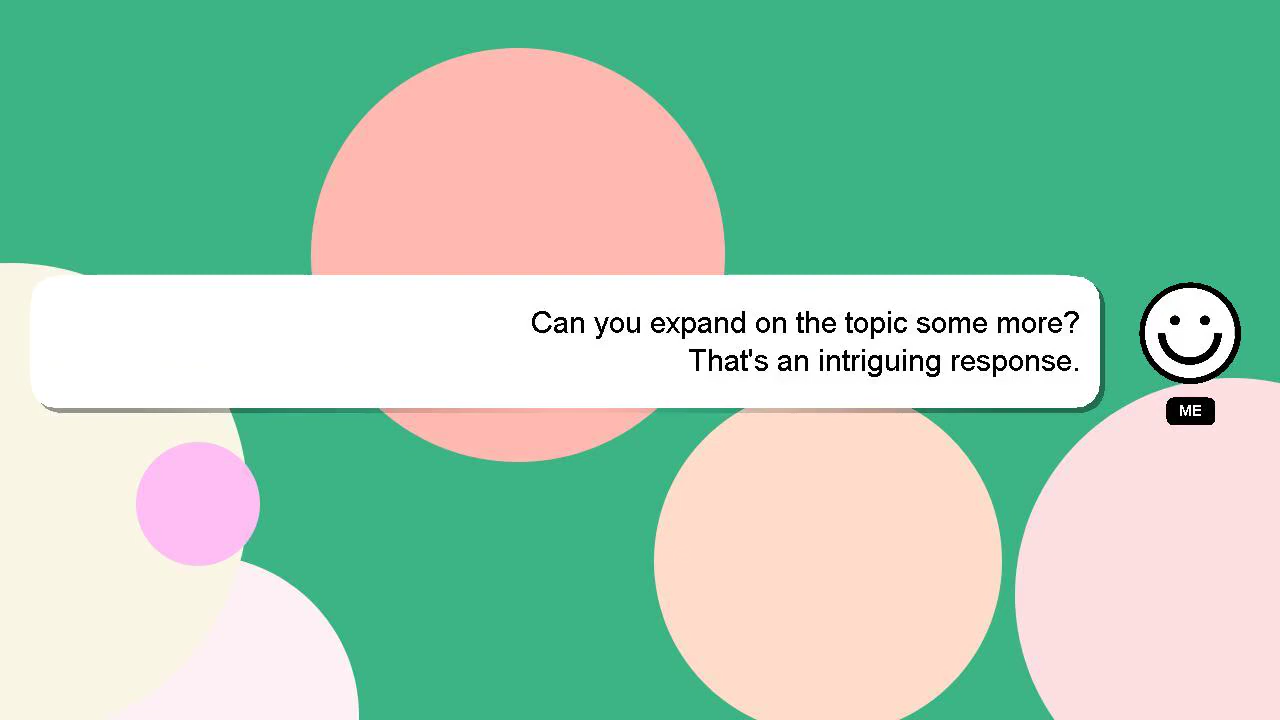 Can you expand on the topic some more?
That's an intriguing response.
ME